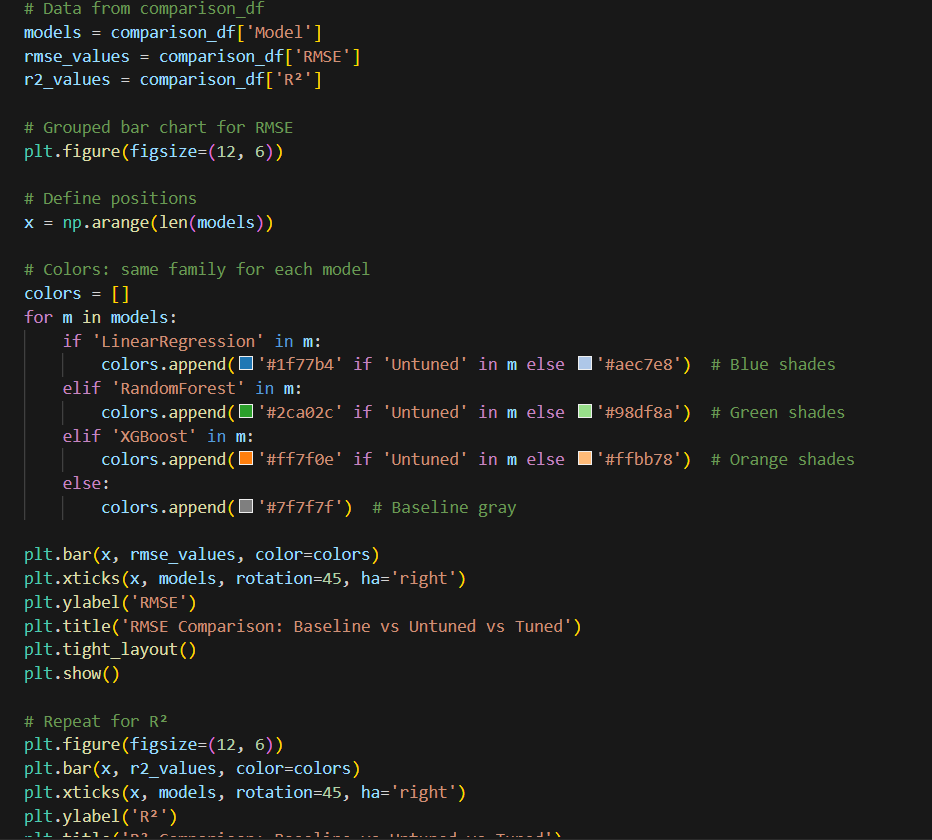 # Data from comparison_df
models = comparison_df['Model']
rmse_values = comparison_df['RMSE']
r2_values = comparison_df['R²']

# Grouped bar chart for RMSE
plt.figure(figsize=(12, 6))

# Define positions
x = np.arange(len(models))

# Colors: same family for each model
colors = []
for m in models:
    if 'LinearRegression' in m:
        colors.append('#1f77b4' if 'Untuned' in m else '#aec7e8')  # Blue shades
    elif 'RandomForest' in m:
        colors.append('#2ca02c' if 'Untuned' in m else '#98df8a')  # Green shades
    elif 'XGBoost' in m:
        colors.append('#ff7f0e' if 'Untuned' in m else '#ffbb78')  # Orange shades
    else:
        colors.append('#7f7f7f')  # Baseline gray

plt.bar(x, rmse_values, color=colors)
plt.xticks(x, models, rotation=45, ha='right')
plt.ylabel('RMSE')
plt.title('RMSE Comparison: Baseline vs Untuned vs Tuned')
plt.tight_layout()
plt.show()

# Repeat for R²
plt.figure(figsize=(12, 6))
plt.bar(x, r2_values, color=colors)
plt.xticks(x, models, rotation=45, ha='right')
plt.ylabel('R²')
plt.title('R² Comparison: Baseline vs Untuned vs Tuned')